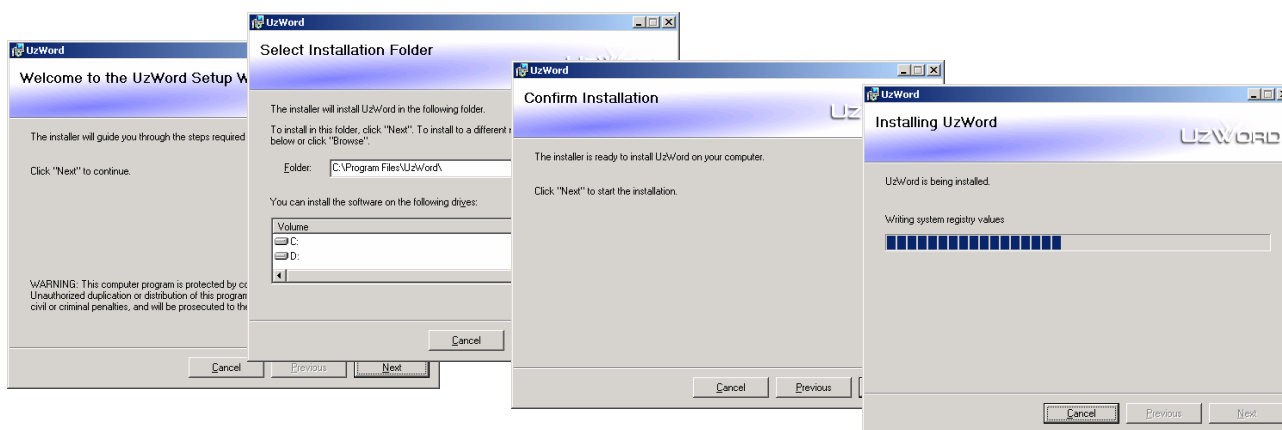 UzWord
Welcome to the UzWord Setup W
The installer will guide you through the steps required
Click "Next" to continue.
WARNING: This computer program is protected by co
Unauthorized duplication or distribution of this program
civil or criminal penalties, and will be prosecuted to the
Cancel Previous Next
UzWord
Select Installation Folder
The installer will install UzWord in the following folder.
To install in this folder, click "Next". To install to a different
below or click "Browse".
Folder: C:\Program Files\UzWord\
You can install the software on the following drives:
Volume
C:
D:
Cancel
UzWord
Confirm Installation
UZ
The installer is ready to install UzWord on your computer.
Click "Next" to start the installation.
Cancel Previous
UzWord
Installing UzWord
UZWORD
UzWord is being installed.
Writing system registry values
Cancel Previous Next